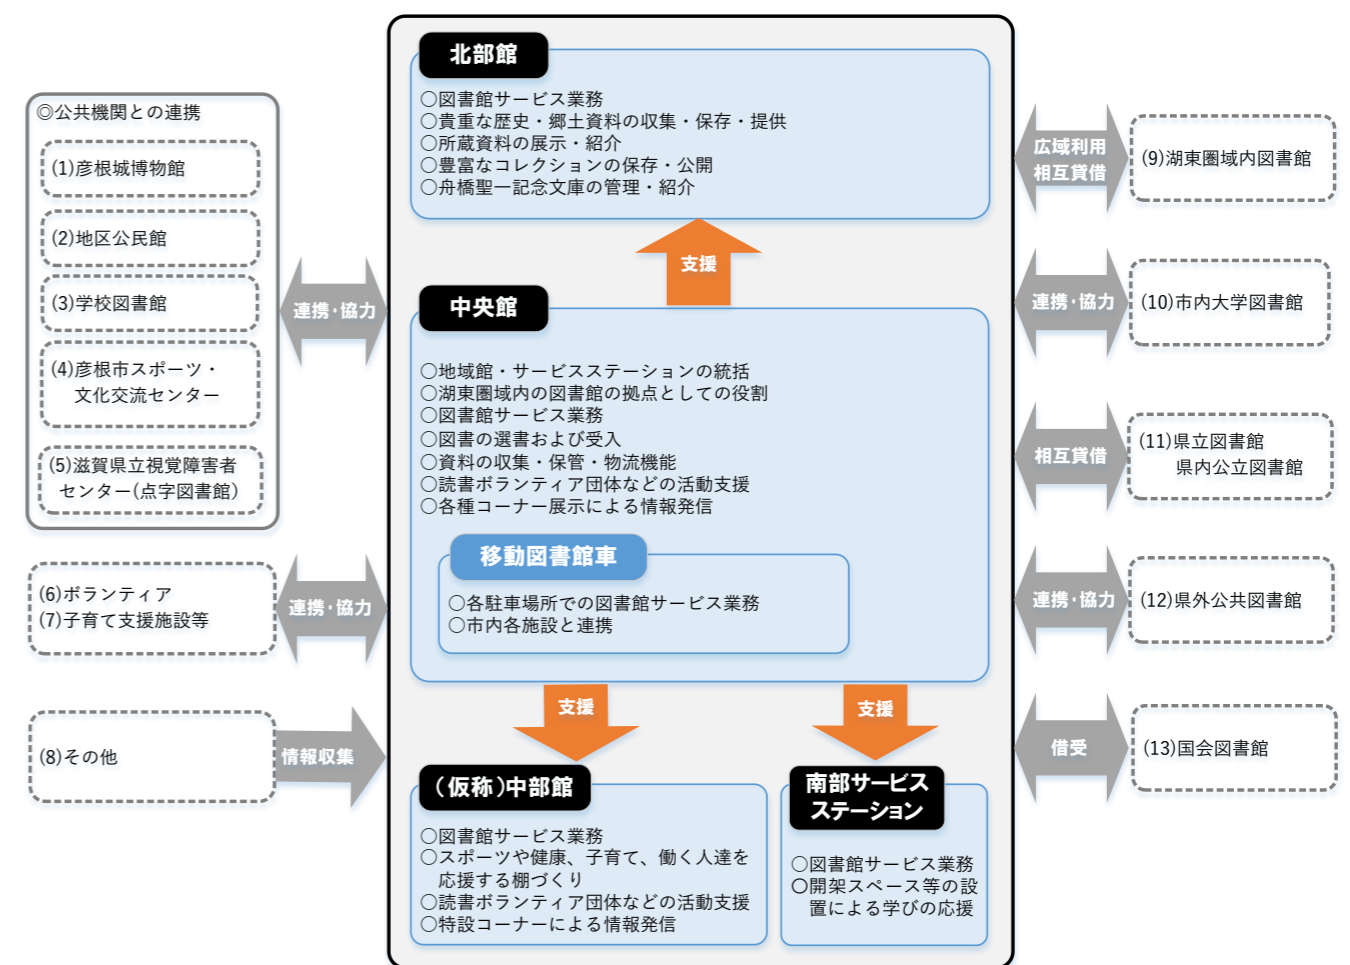 ◎公共機関との連携
(1)彦根城博物館
(2)地区公民館
(3)学校図書館
(4)彦根市スポーツ・
文化交流センター
(5)滋賀県立視覚障害者
センター(点字図書館)
連携・協力
(6)ボランティア
(7)子育て支援施設等
連携・協力
(8)その他
情報収集
北部館
○図書館サービス業務
○貴重な歴史・郷土資料の収集・保存・提供
○所蔵資料の展示・紹介
○豊富なコレクションの保存・公開
○舟橋聖一記念文庫の管理・紹介
支援
中央館
○地域館・サービスステーションの統括
○湖東圏域内の図書館の拠点としての役割
○図書館サービス業務
○図書の選書および受入
○資料の収集・保管・物流機能
○読書ボランティア団体などの活動支援
○各種コーナー展示による情報発信
移動図書館車
○各駐車場所での図書館サービス業務
○市内各施設と連携
支援
支援
（仮称）中部館
○図書館サービス業務
○スポーツや健康、子育て、働く人達を
応援する棚づくり
○読書ボランティア団体などの活動支援
○特設コーナーによる情報発信
南部サービス
ステーション
○図書館サービス業務
○開架スペース等の設
置による学びの応援
広域利用
相互貸借
(9)湖東圏域内図書館
連携・協力
(10)市内大学図書館
相互貸借
(11)県立図書館
県内公立図書館
連携・協力
(12)県外公共図書館
借受
(13)国会図書館